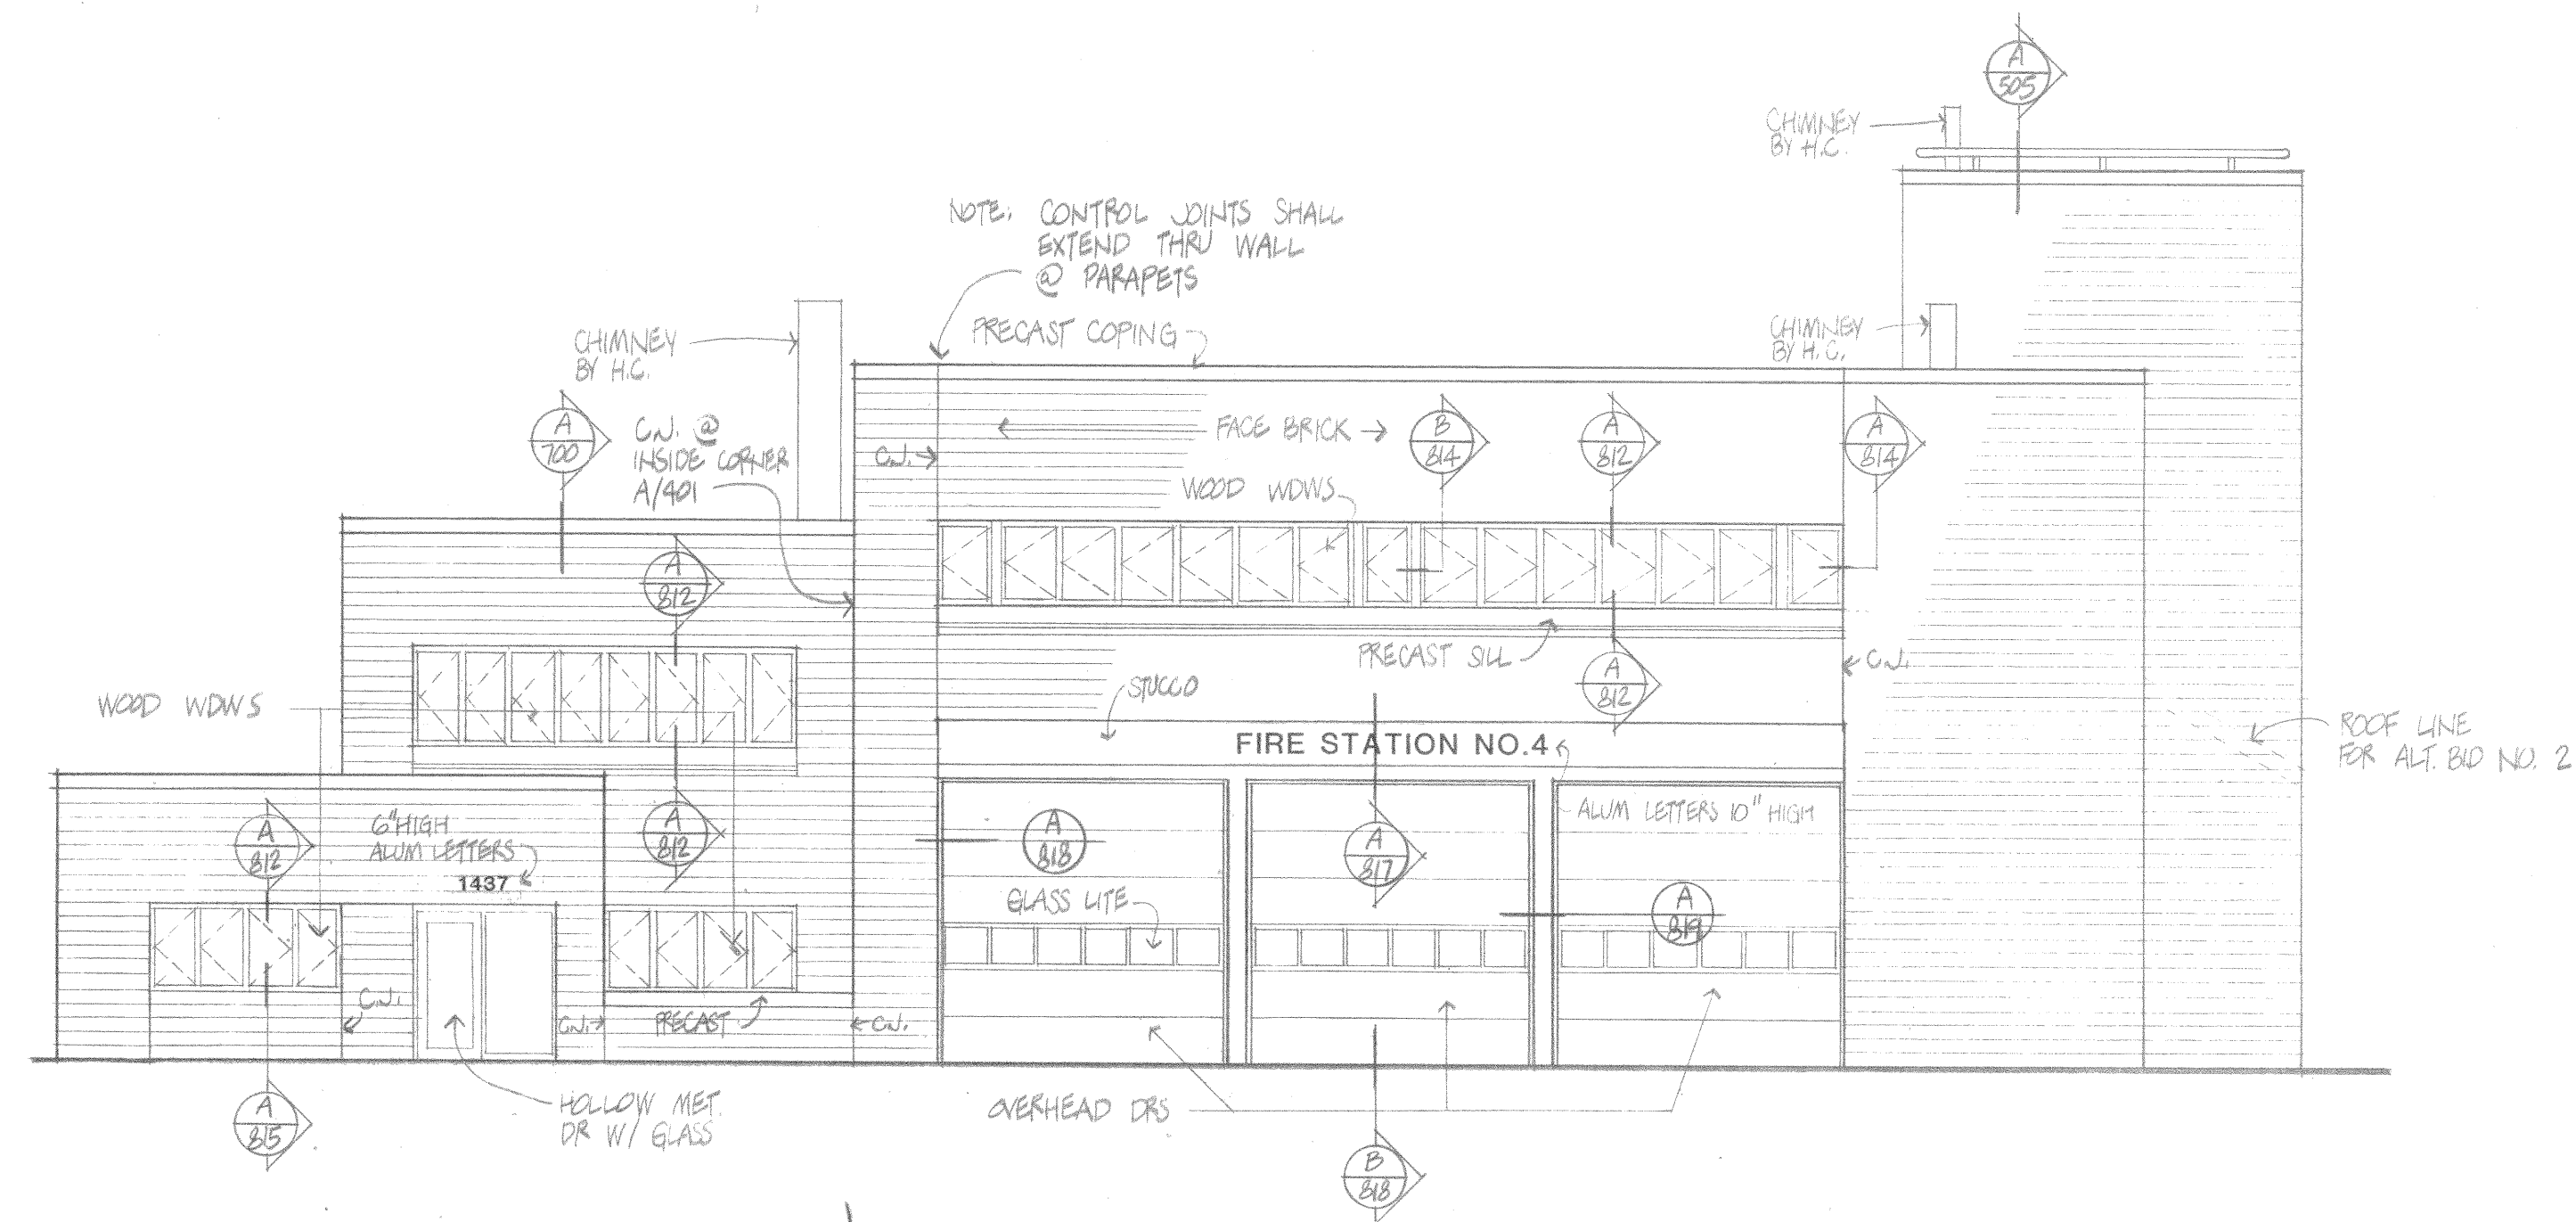 A
505
CHIMNEY
BY H.C.
NOTE: CONTROL JOINTS SHALL
EXTEND THRU WALL
@ PARAPETS
CHIMNEY
BY H.C.
PRECAST COPING
CHIMNEY
BY H.C.
A
700
C.J. @
INSIDE CORNER
A/401
C.J.
FACE BRICK
B
814
A
812
A
814
WOOD WDWS
A
812
PRECAST SILL
A
812
C.J.
WOOD WDWS
STUCCO
FIRE STATION NO.4
ROOF LINE
FOR ALT. BID NO. 2
ALUM LETTERS 10" HIGH
A
812
6" HIGH
ALUM LETTERS
1437
A
812
A
818
A
817
GLASS LITE
A
819
C.J.
C.J.
PRECAST
C.J.
A
815
HOLLOW MET.
DR W/ GLASS
OVERHEAD DRS
B
818